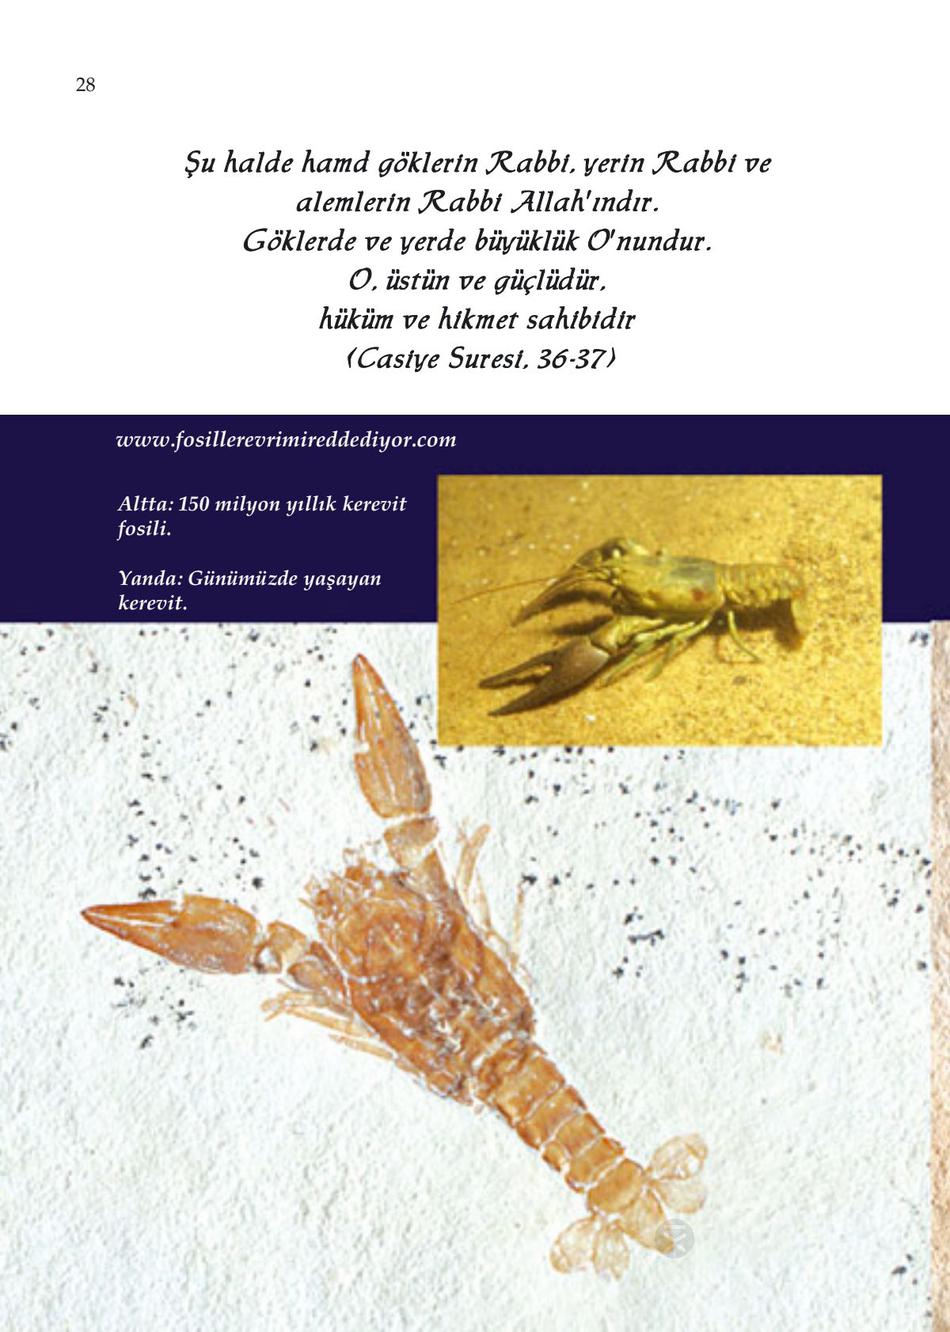 28
Şu halde hamd göklerin Rabbi, yerin Rabbi ve
alemlerin Rabbi Allah'ındır.
Göklerde ve yerde büyüklük O'nundur.
O, üstün ve güçlüdür,
hüküm ve hikmet sahibidir
(Casiye Suresi, 36-37)
www.fosillerevrimireddediyor.com
Altta: 150 milyon yıllık kerevit
fosili.
Yanda: Günümüzde yaşayan
kerevit.